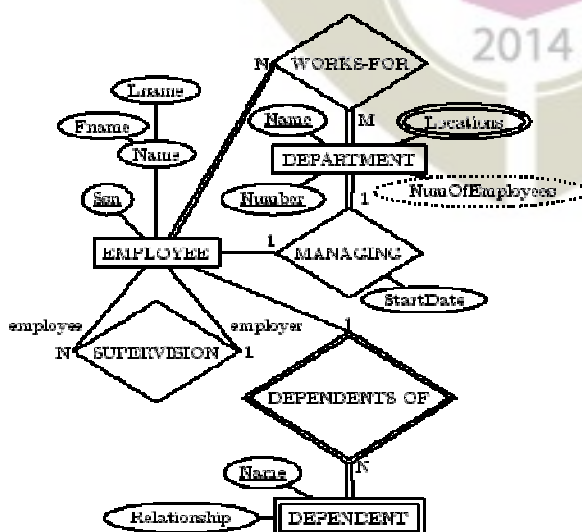 2014
N
WORKS-FOR
M
Lname
Fname
Name
Name
Locations
DEPARTMENT
Ssn
Number
NumOfEmployees
1
EMPLOYEE
1
MANAGING
StartDate
employee
employer
N
SUPERVISION
1
1
DEPENDENTS OF
N
Name
Relationship
DEPENDENT